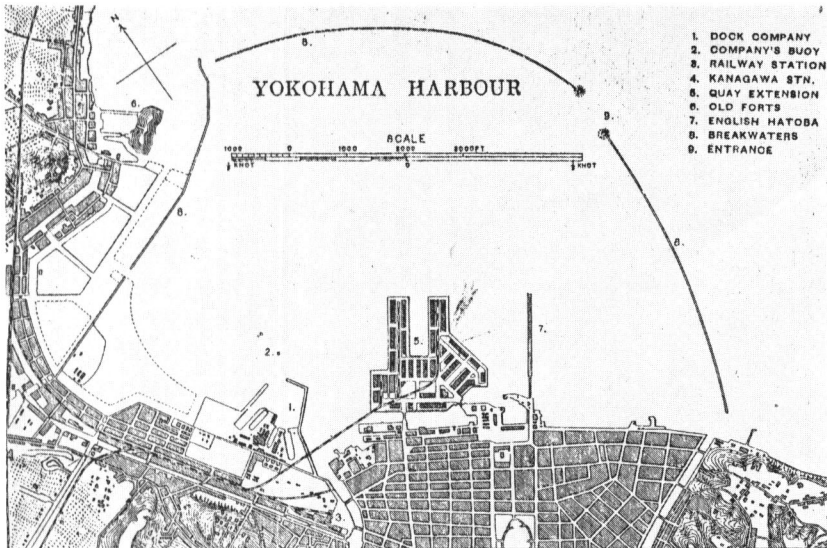 YOKOHAMA HARBOUR
N
SCALE
1000 0 1000 2000 3000FT.
½ KNOT 0 ½ KNOT
1. DOCK COMPANY
2. COMPANY'S BUOY
3. RAILWAY STATION
4. KANAGAWA STN.
5. QUAY EXTENSION
6. OLD FORTS
7. ENGLISH HATOBA
8. BREAKWATERS
9. ENTRANCE
8.
6.
9.
8.
8.
5.
7.
2.
1.
3.